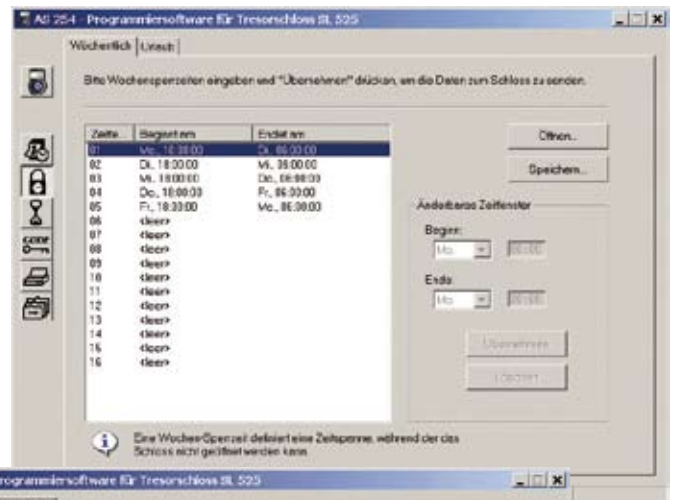 AS 254 - Programmiersoftware für Tresorschloss SL 525
Wöchentlich Urlaub
Bitte Wochensperrzeiten eingeben und "Übernehmen" drücken, um die Daten zum Schloss zu senden.
Zeile Beginnt am Endet am
01 Mo., 18:00:00 Di., 06:00:00
02 Di., 18:00:00 Mi., 06:00:00
03 Mi., 18:00:00 Do., 06:00:00
04 Do., 18:00:00 Fr., 06:00:00
05 Fr., 18:00:00 Mo., 06:00:00
06 <leer>
07 <leer>
08 <leer>
09 <leer>
10 <leer>
11 <leer>
12 <leer>
13 <leer>
14 <leer>
15 <leer>
16 <leer>
Öffnen...
Speichern...
Änderbares Zeitfenster
Beginn:
Mo. 00:00
Ende:
Mo. 00:00
Übernehmen
Löschen...
Eine Wochen-Sperrzeit definiert eine Zeitspanne, während der das
Schloss nicht geöffnet werden kann.
CODE
Programmiersoftware für Tresorschloss SL 525